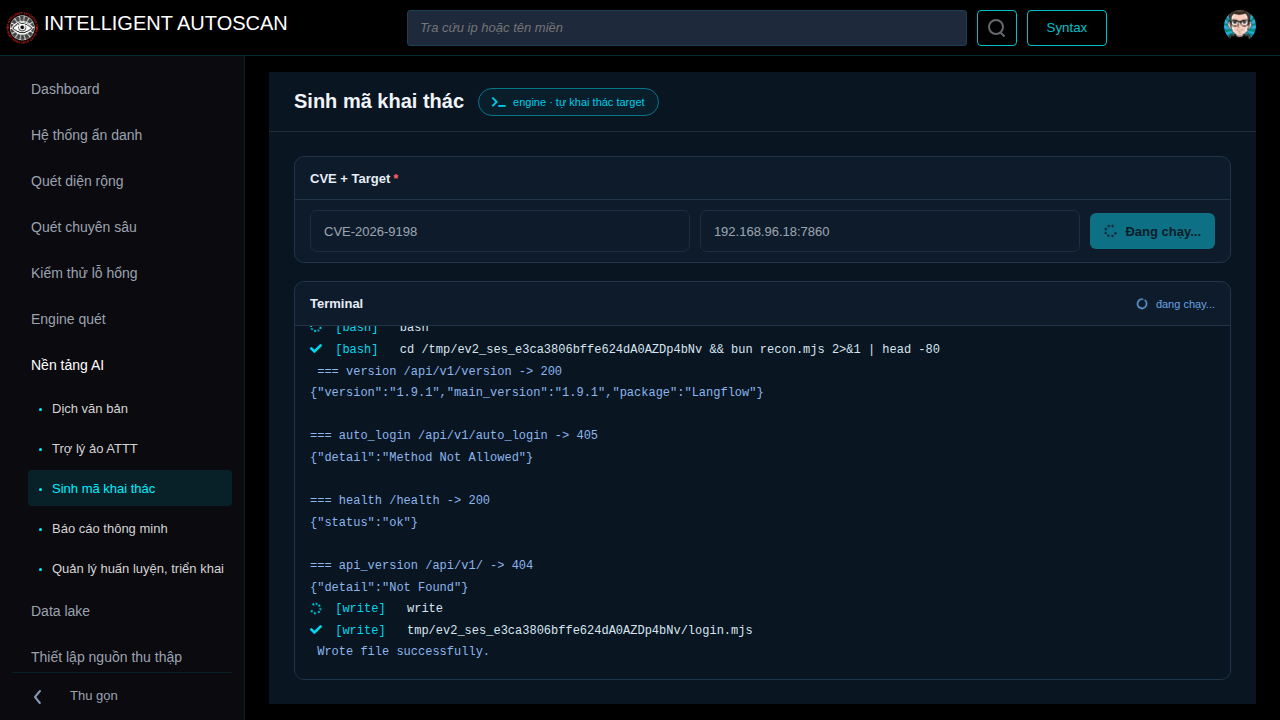 INTELLIGENT AUTOSCAN
Tra cứu ip hoặc tên miền
Syntax
Dashboard
Hệ thống ẩn danh
Quét diện rộng
Quét chuyên sâu
Kiểm thử lỗ hổng
Engine quét
Nền tảng AI
Dịch văn bản
Trợ lý ảo ATTT
Sinh mã khai thác
Báo cáo thông minh
Quản lý huấn luyện, triển khai
Data lake
Thiết lập nguồn thu thập
Thu gọn
Sinh mã khai thác
engine · tự khai thác target
CVE + Target *
CVE-2026-9198
192.168.96.18:7860
Đang chạy...
Terminal
đang chạy...
[bash] bash
[bash] cd /tmp/ev2_ses_e3ca3806bffe624dA0AZDp4bNv && bun recon.mjs 2>&1 | head -80
=== version /api/v1/version -> 200
{"version":"1.9.1","main_version":"1.9.1","package":"Langflow"}
=== auto_login /api/v1/auto_login -> 405
{"detail":"Method Not Allowed"}
=== health /health -> 200
{"status":"ok"}
=== api_version /api/v1/ -> 404
{"detail":"Not Found"}
[write] write
[write] tmp/ev2_ses_e3ca3806bffe624dA0AZDp4bNv/login.mjs
Wrote file successfully.